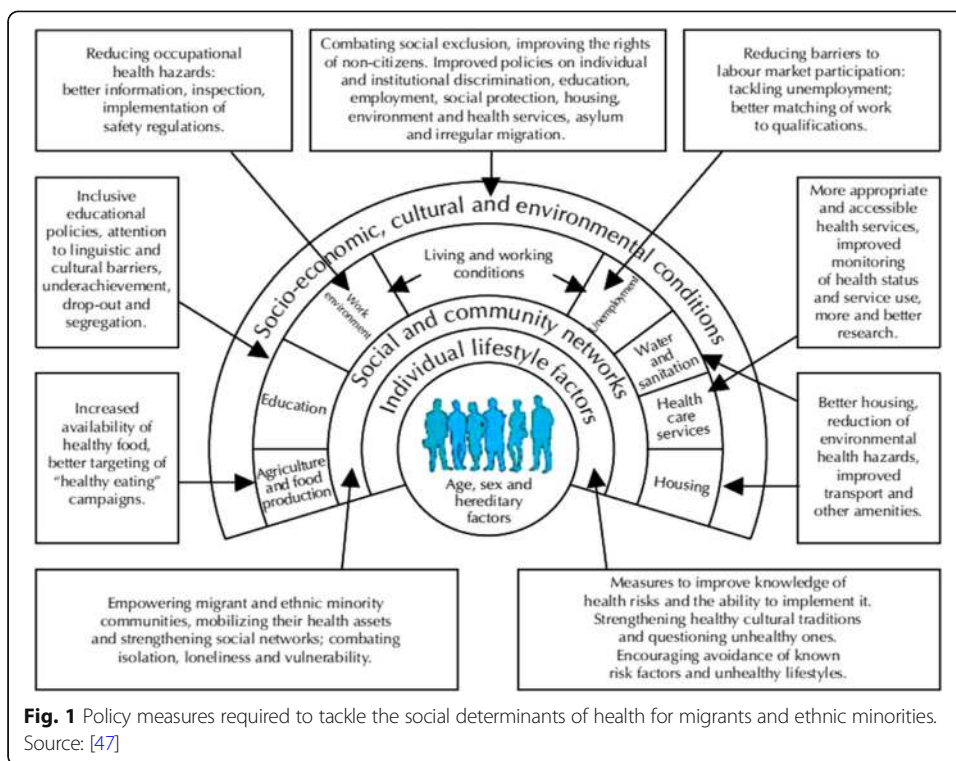 Reducing occupational
health hazards:
better information, inspection,
implementation of
safety regulations.
Combating social exclusion, improving the rights
of non-citizens. Improved policies on individual
and institutional discrimination, education,
employment, social protection, housing,
environment and health services, asylum
and irregular migration.
Reducing barriers to
labour market participation:
tackling unemployment;
better matching of work
to qualifications.
Inclusive
educational
policies, attention
to linguistic and
cultural barriers,
underachievement,
drop-out and
segregation.
Increased
availability of
healthy food,
better targeting of
“healthy eating”
campaigns.
Socio-economic, cultural and environmental conditions
Living and working
conditions
Work
environment
Unemployment
Social and community networks
Individual lifestyle factors
Education
Agriculture
and food
production
Water
and
sanitation
Health
care
services
Housing
Age, sex and
hereditary
factors
More appropriate
and accessible
health services,
improved
monitoring
of health status
and service use,
more and better
research.
Better housing,
reduction of
environmental
health hazards,
improved
transport and
other amenities.
Empowering migrant and ethnic minority
communities, mobilizing their health assets
and strengthening social networks; combating
isolation, loneliness and vulnerability.
Measures to improve knowledge of
health risks and the ability to implement it.
Strengthening healthy cultural traditions
and questioning unhealthy ones.
Encouraging avoidance of known
risk factors and unhealthy lifestyles.
Fig. 1 Policy measures required to tackle the social determinants of health for migrants and ethnic minorities.
Source: [47]